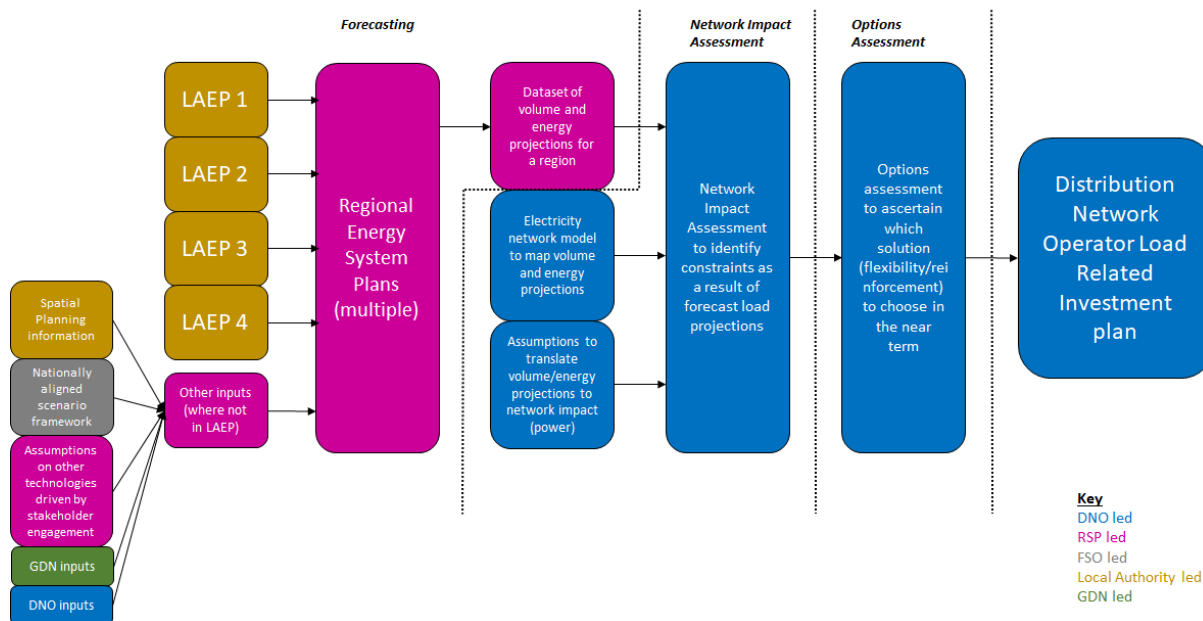 Forecasting
Network Impact
Assessment
Options
Assessment
LAEP 1
LAEP 2
LAEP 3
LAEP 4
Spatial
Planning
information
Nationally
aligned
scenario
framework
Assumptions
on other
technologies
driven by
stakeholder
engagement
GDN inputs
DNO inputs
Other inputs
(where not
in LAEP)
Regional
Energy
System
Plans
(multiple)
Dataset of
volume and
energy
projections for
a region
Electricity
network model
to map volume
and energy
projections
Assumptions to
translate
volume/energy
projections to
network impact
(power)
Network
Impact
Assessment
to identify
constraints as
a result of
forecast load
projections
Options
assessment
to ascertain
which
solution
(flexibility/rei
nforcement)
to choose in
the near
term
Distribution
Network
Operator Load
Related
Investment
plan
Key
DNO led
RSP led
FSO led
Local Authority led
GDN led